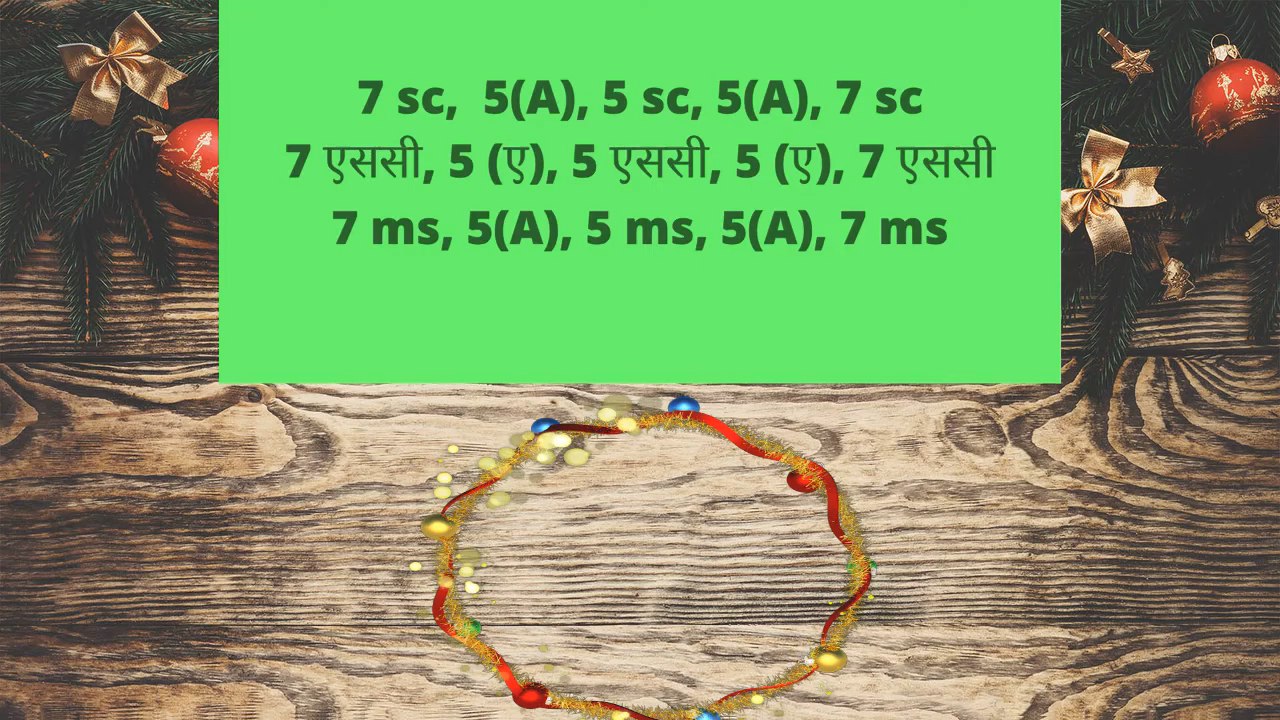 7 sc,  5(A), 5 sc, 5(A), 7 sc
7 एससी, 5 (ए), 5 एससी, 5 (ए), 7 एससी
7 ms, 5(A), 5 ms, 5(A), 7 ms